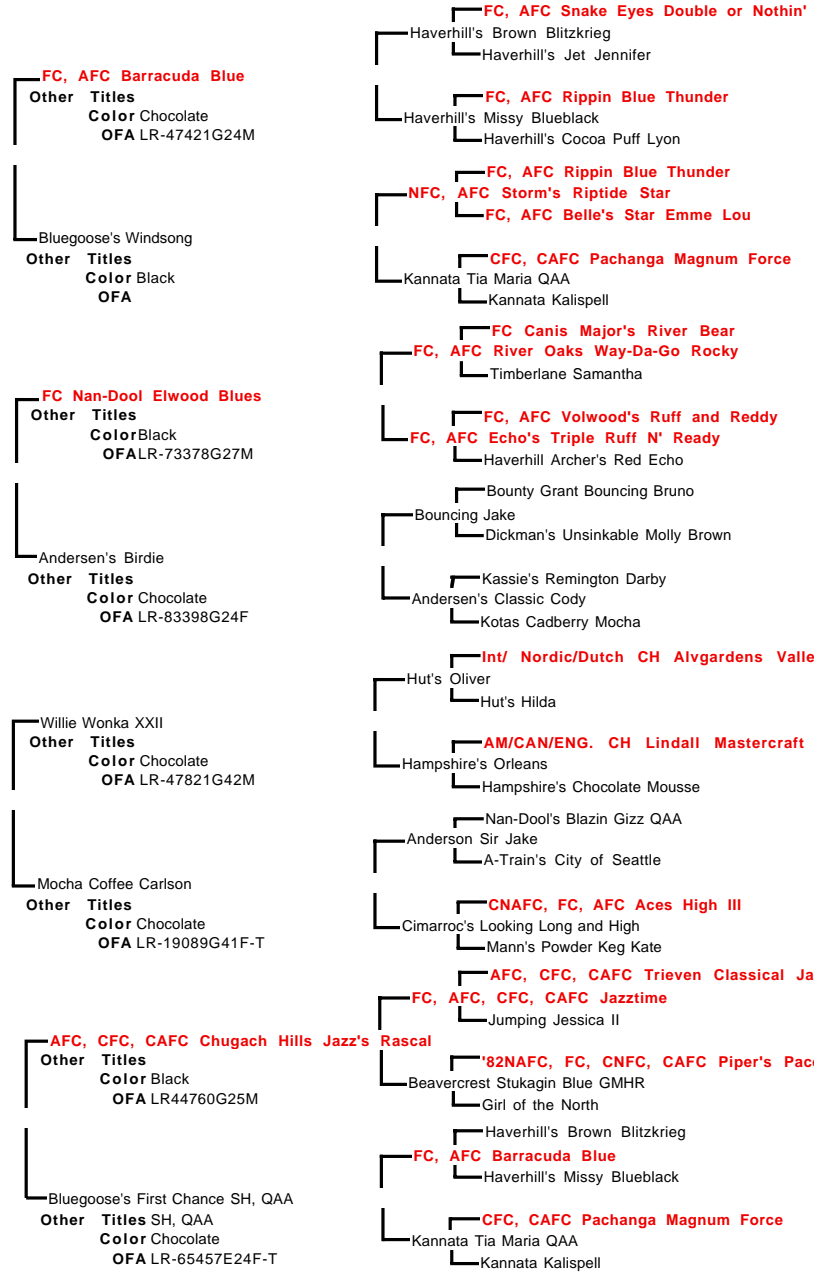 FC, AFC Snake Eyes Double or Nothin'
Haverhill's Brown Blitzkrieg
Haverhill's Jet Jennifer
FC, AFC Barracuda Blue
Other Titles
Color Chocolate
OFA LR-47421G24M
FC, AFC Rippin Blue Thunder
Haverhill's Missy Blueblack
Haverhill's Cocoa Puff Lyon
FC, AFC Rippin Blue Thunder
NFC, AFC Storm's Riptide Star
FC, AFC Belle's Star Emme Lou
Bluegoose's Windsong
Other Titles
Color Black
OFA
CFC, CAFC Pachanga Magnum Force
Kannata Tia Maria QAA
Kannata Kalispell
FC Canis Major's River Bear
FC, AFC River Oaks Way-Da-Go Rocky
Timberlane Samantha
FC Nan-Dool Elwood Blues
Other Titles
Color Black
OFA LR-73378G27M
FC, AFC Volwood's Ruff and Reddy
FC, AFC Echo's Triple Ruff N' Ready
Haverhill Archer's Red Echo
Bounty Grant Bouncing Bruno
Bouncing Jake
Dickman's Unsinkable Molly Brown
Andersen's Birdie
Other Titles
Color Chocolate
OFA LR-83398G24F
Kassie's Remington Darby
Andersen's Classic Cody
Kotas Cadberry Mocha
Int/ Nordic/Dutch CH Alvgardens Valle
Hut's Oliver
Hut's Hilda
Willie Wonka XXII
Other Titles
Color Chocolate
OFA LR-47821G42M
AM/CAN/ENG. CH Lindall Mastercraft
Hampshire's Orleans
Hampshire's Chocolate Mousse
Nan-Dool's Blazin Gizz QAA
Anderson Sir Jake
A-Train's City of Seattle
Mocha Coffee Carlson
Other Titles
Color Chocolate
OFA LR-19089G41F-T
CNAFC, FC, AFC Aces High III
Cimarroc's Looking Long and High
Mann's Powder Keg Kate
AFC, CFC, CAFC Trieven Classical Ja
FC, AFC, CFC, CAFC Jazztime
Jumping Jessica II
AFC, CFC, CAFC Chugach Hills Jazz's Rascal
Other Titles
Color Black
OFA LR44760G25M
'82NAFC, FC, CNFC, CAFC Piper's Pac
Beavercrest Stukagin Blue GMHR
Girl of the North
Haverhill's Brown Blitzkrieg
FC, AFC Barracuda Blue
Haverhill's Missy Blueblack
Bluegoose's First Chance SH, QAA
Other Titles SH, QAA
Color Chocolate
OFA LR-65457E24F-T
CFC, CAFC Pachanga Magnum Force
Kannata Tia Maria QAA
Kannata Kalispell